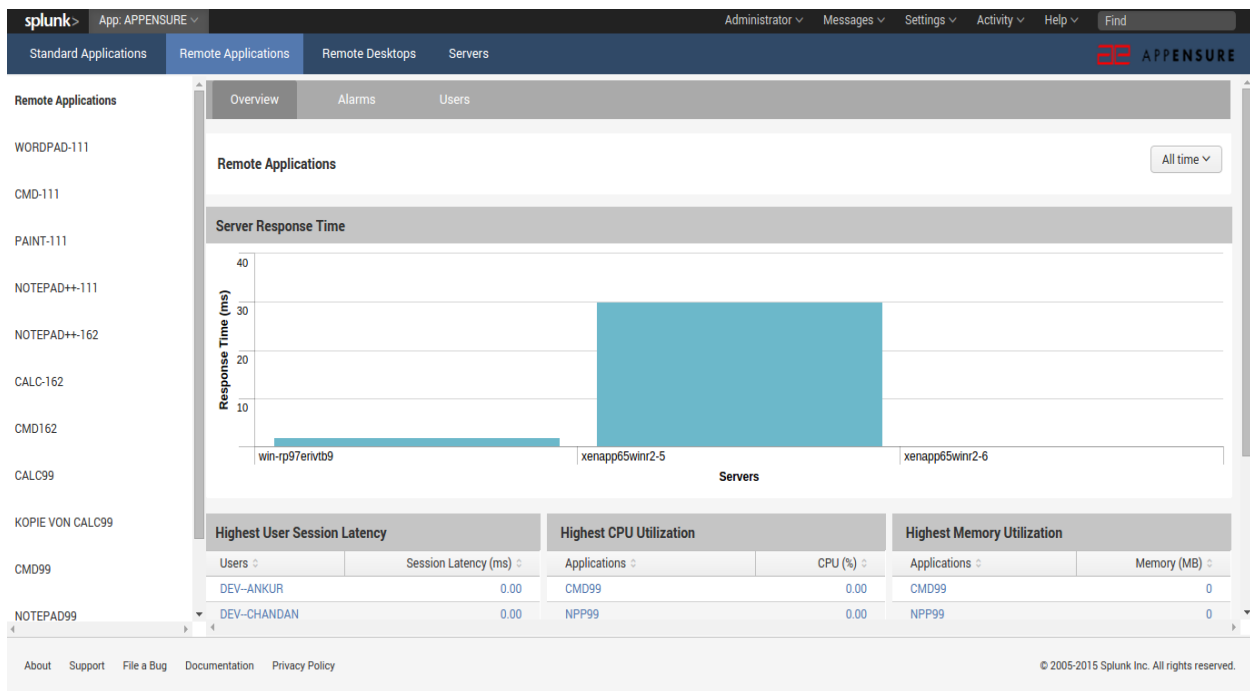 splunk> App: APPENSURE Administrator Messages Settings Activity Help Find
Standard Applications Remote Applications Remote Desktops Servers APPENSURE
Remote Applications
WORDPAD-111
CMD-111
PAINT-111
NOTEPAD++-111
NOTEPAD++-162
CALC-162
CMD162
CALC99
KOPIE VON CALC99
CMD99
NOTEPAD99
Overview Alarms Users
Remote Applications All time
Server Response Time
Response Time (ms)
40
30
20
10
win-rp97erivtb9 xenapp65winr2-5 xenapp65winr2-6
Servers
Highest User Session Latency
Users Session Latency (ms)
DEV--ANKUR 0.00
DEV--CHANDAN 0.00
Highest CPU Utilization
Applications CPU (%)
CMD99 0.00
NPP99 0.00
Highest Memory Utilization
Applications Memory (MB)
CMD99 0
NPP99 0
About Support File a Bug Documentation Privacy Policy © 2005-2015 Splunk Inc. All rights reserved.